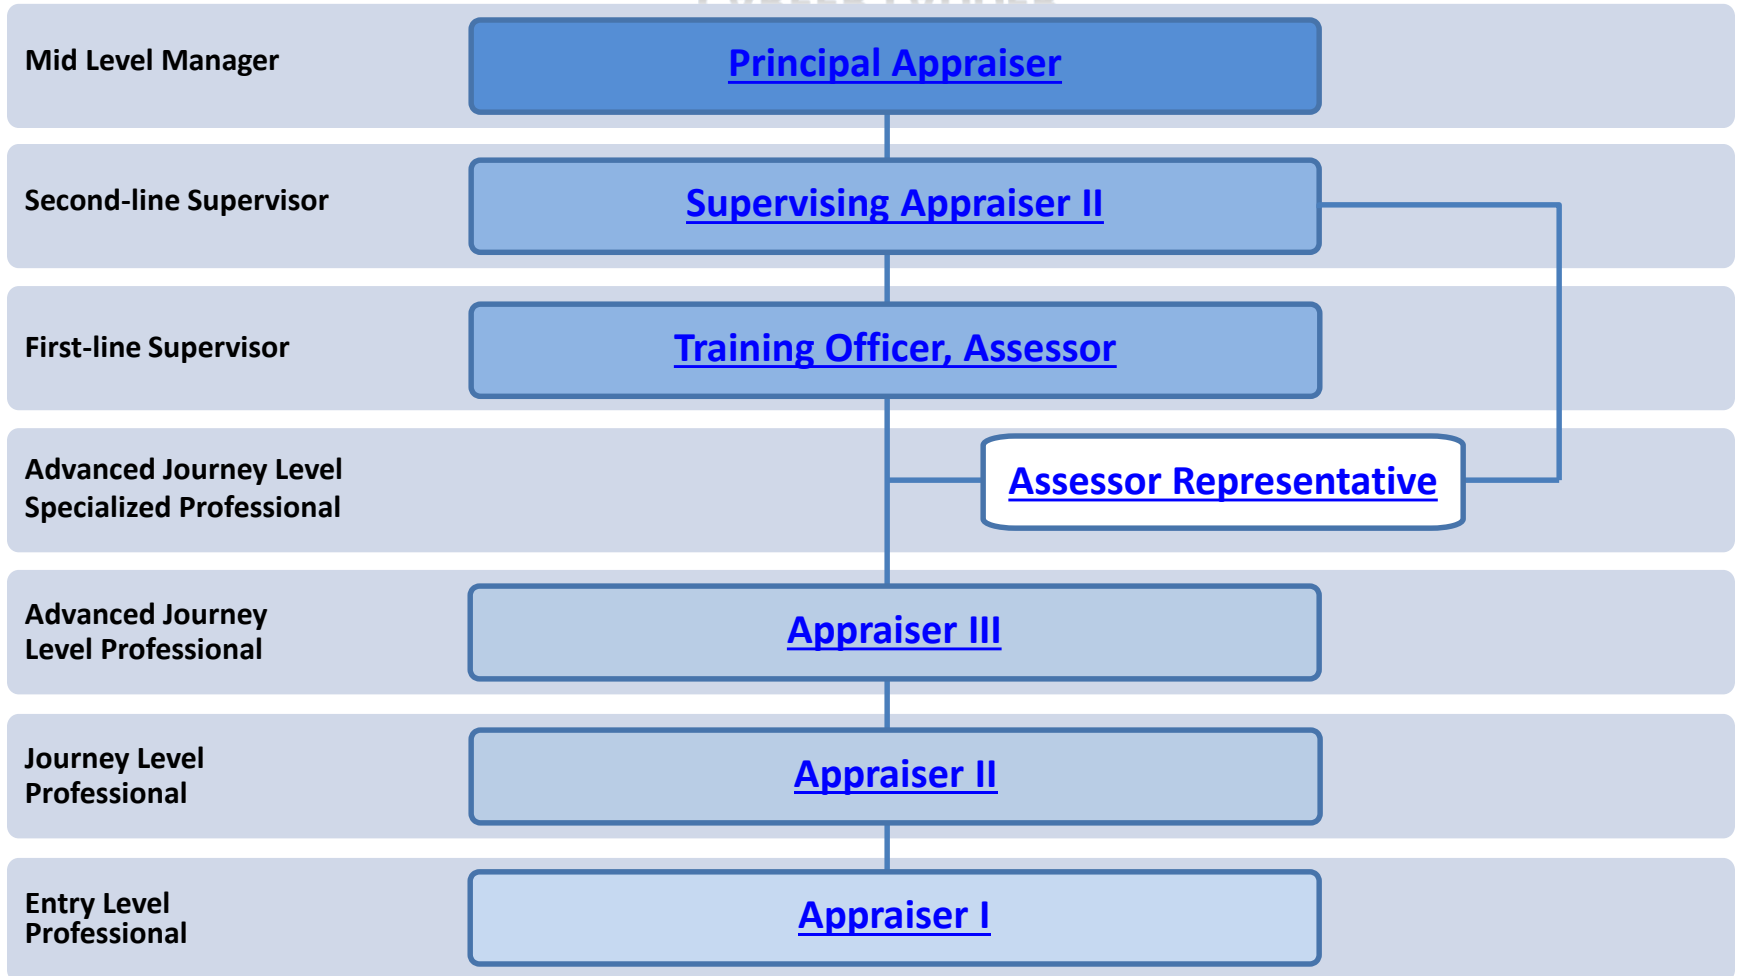 Mid Level Manager
Principal Appraiser
Second-line Supervisor
Supervising Appraiser II
First-line Supervisor
Training Officer, Assessor
Advanced Journey Level
Specialized Professional
Assessor Representative
Advanced Journey
Level Professional
Appraiser III
Journey Level
Professional
Appraiser II
Entry Level
Professional
Appraiser I